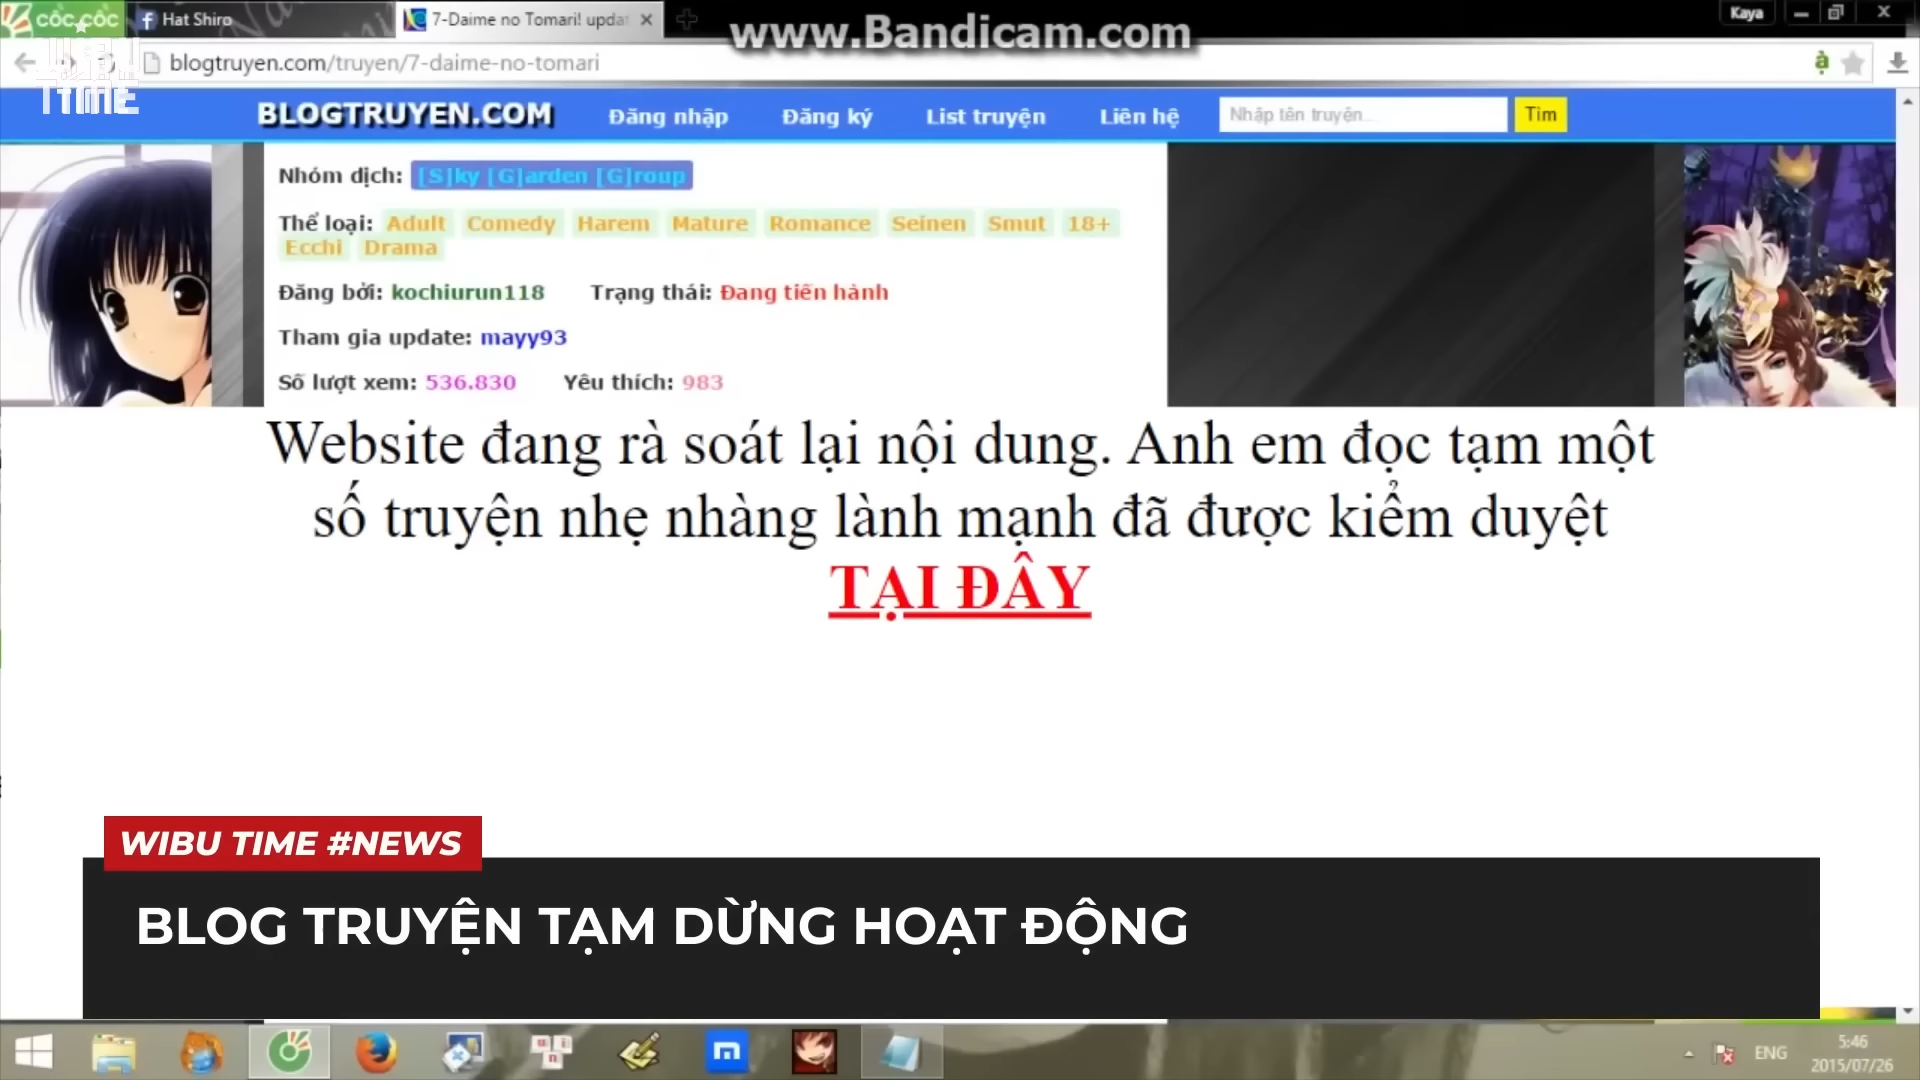 CỐC CỐC
Hat Shiro
7-Daime no Tomari! updat
www.Bandicam.com
Kaya
WIBU
TIME
blogtruyen.com/truyen/7-daime-no-tomari
BLOGTRUYEN.COM
Đăng nhập
Đăng ký
List truyện
Liên hệ
Nhập tên truyện...
Tìm
Nhóm dịch: [S]ky [G]arden [G]roup
Thể loại: Adult Comedy Harem Mature Romance Seinen Smut 18+
Ecchi Drama
Đăng bởi: kochiurun118 Trạng thái: Đang tiến hành
Tham gia update: mayy93
Số lượt xem: 536.830 Yêu thích: 983
Website đang rà soát lại nội dung. Anh em đọc tạm một
số truyện nhẹ nhàng lành mạnh đã được kiểm duyệt
TẠI ĐÂY
WIBU TIME #NEWS
BLOG TRUYỆN TẠM DỪNG HOẠT ĐỘNG
ENG
5:46
2015/07/26